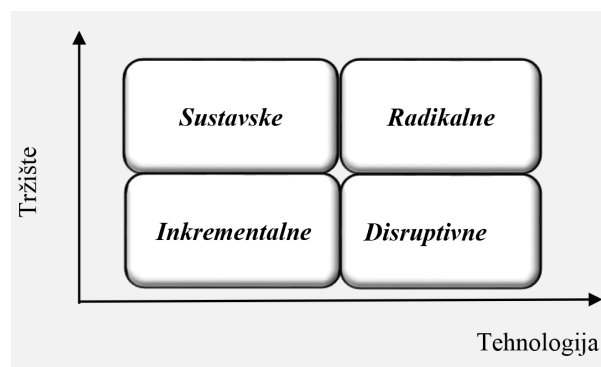 Sustavske
Radikalne
Tržište
Inkrementalne
Disruptivne
Tehnologija